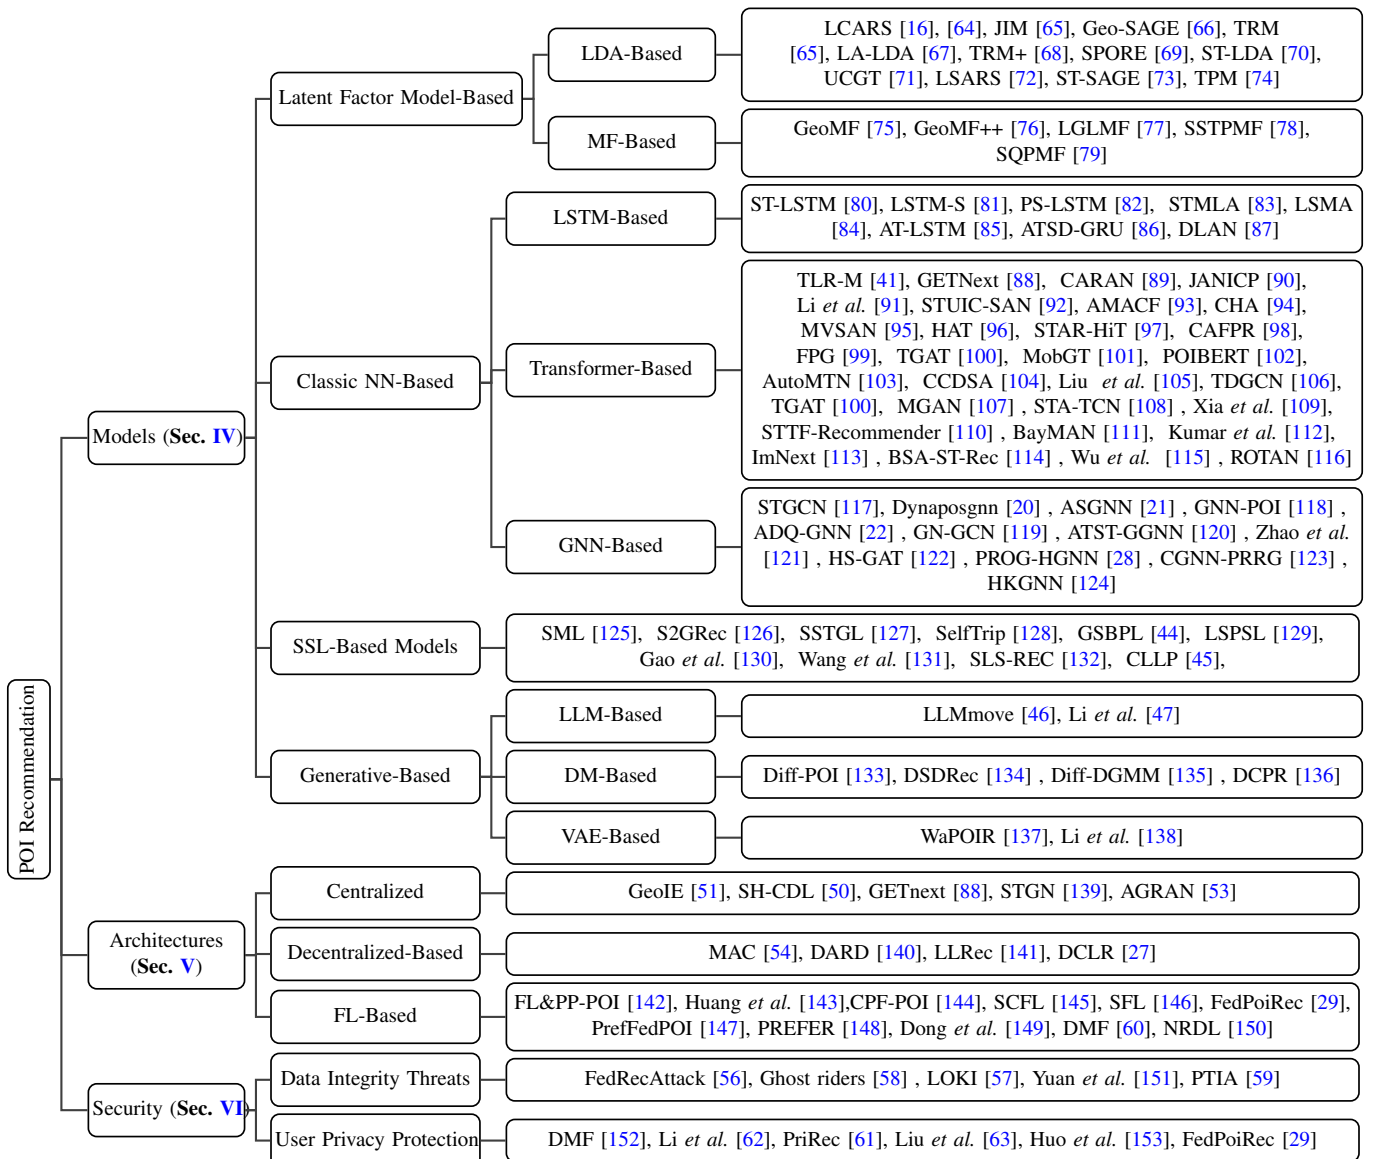 POI Recommendation
Models (Sec. IV)
Latent Factor Model-Based
LDA-Based
LCARS [16], [64], JIM [65], Geo-SAGE [66], TRM
[65], LA-LDA [67], TRM+ [68], SPORE [69], ST-LDA [70],
UCGT [71], LSARS [72], ST-SAGE [73], TPM [74]
MF-Based
GeoMF [75], GeoMF++ [76], LGLMF [77], SSTPMF [78],
SQPMF [79]
Classic NN-Based
LSTM-Based
ST-LSTM [80], LSTM-S [81], PS-LSTM [82], STMLA [83], LSMA
[84], AT-LSTM [85], ATSD-GRU [86], DLAN [87]
Transformer-Based
TLR-M [41], GETNext [88], CARAN [89], JANICP [90],
Li et al. [91], STUIC-SAN [92], AMACF [93], CHA [94],
MVSAN [95], HAT [96], STAR-HiT [97], CAFPR [98],
FPG [99], TGAT [100], MobGT [101], POIBERT [102],
AutoMTN [103], CCDSA [104], Liu et al. [105], TDGCN [106],
TGAT [100], MGAN [107] , STA-TCN [108] , Xia et al. [109],
STTF-Recommender [110] , BayMAN [111], Kumar et al. [112],
ImNext [113] , BSA-ST-Rec [114] , Wu et al. [115] , ROTAN [116]
GNN-Based
STGCN [117], Dynaposgnn [20] , ASGNN [21] , GNN-POI [118] ,
ADQ-GNN [22] , GN-GCN [119] , ATST-GGNN [120] , Zhao et al.
[121] , HS-GAT [122] , PROG-HGNN [28] , CGNN-PRRG [123] ,
HKGNN [124]
SSL-Based Models
SML [125], S2GRec [126], SSTGL [127], SelfTrip [128], GSBPL [44], LSPSL [129],
Gao et al. [130], Wang et al. [131], SLS-REC [132], CLLP [45],
Generative-Based
LLM-Based
LLMmove [46], Li et al. [47]
DM-Based
Diff-POI [133], DSDRec [134] , Diff-DGMM [135] , DCPR [136]
VAE-Based
WaPOIR [137], Li et al. [138]
Architectures
(Sec. V)
Centralized
GeoIE [51], SH-CDL [50], GETnext [88], STGN [139], AGRAN [53]
Decentralized-Based
MAC [54], DARD [140], LLRec [141], DCLR [27]
FL-Based
FL&PP-POI [142], Huang et al. [143],CPF-POI [144], SCFL [145], SFL [146], FedPoiRec [29],
PrefFedPOI [147], PREFER [148], Dong et al. [149], DMF [60], NRDL [150]
Security (Sec. VI)
Data Integrity Threats
FedRecAttack [56], Ghost riders [58] , LOKI [57], Yuan et al. [151], PTIA [59]
User Privacy Protection
DMF [152], Li et al. [62], PriRec [61], Liu et al. [63], Huo et al. [153], FedPoiRec [29]